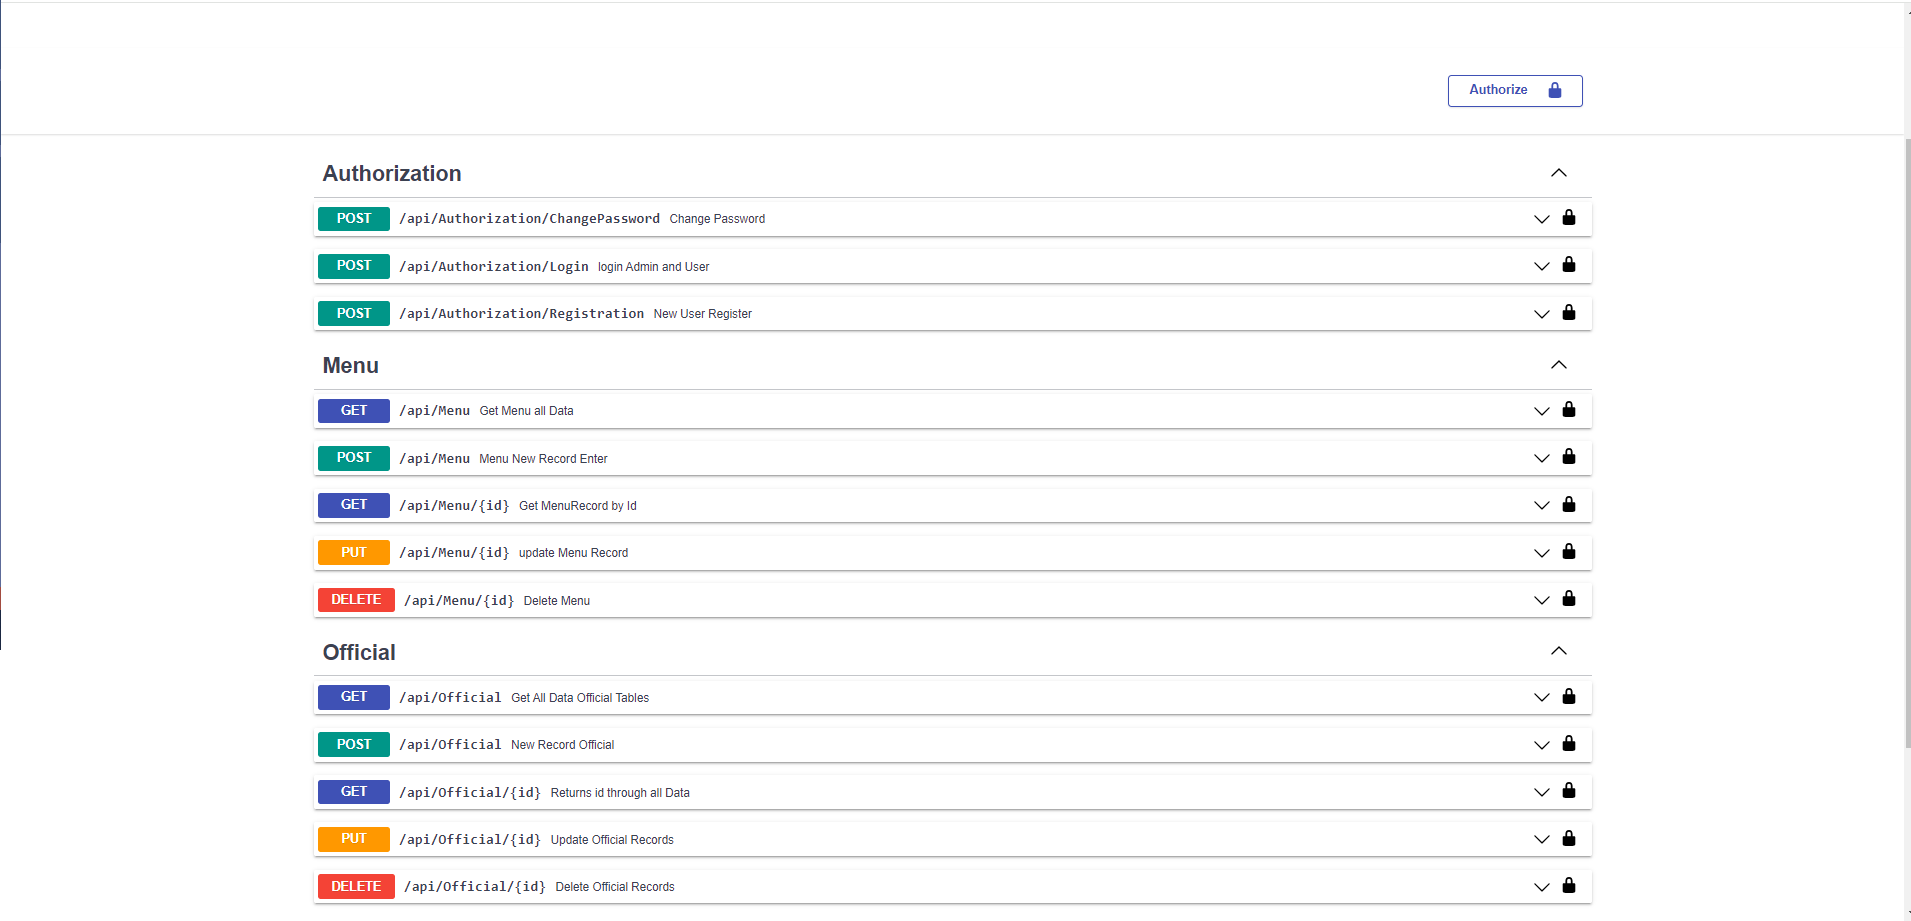 Authorize
Authorization
POST /api/Authorization/ChangePassword Change Password
POST /api/Authorization/Login login Admin and User
POST /api/Authorization/Registration New User Register
Menu
GET /api/Menu Get Menu all Data
POST /api/Menu Menu New Record Enter
GET /api/Menu/{id} Get MenuRecord by Id
PUT /api/Menu/{id} update Menu Record
DELETE /api/Menu/{id} Delete Menu
Official
GET /api/Official Get All Data Official Tables
POST /api/Official New Record Official
GET /api/Official/{id} Returns id through all Data
PUT /api/Official/{id} Update Official Records
DELETE /api/Official/{id} Delete Official Records